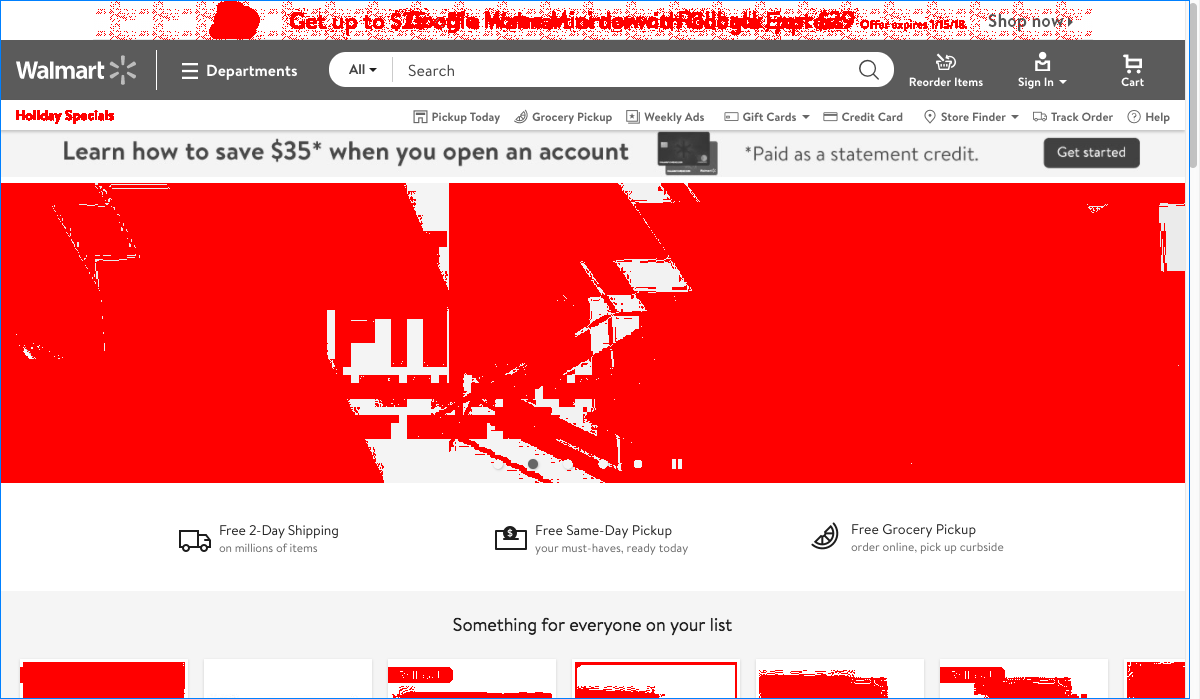 Get up to $
Offer expires 1/15/18.
Shop now
Walmart
Departments
All
Search
Reorder Items
Sign In
Cart
Holiday Specials
Pickup Today
Grocery Pickup
Weekly Ads
Gift Cards
Credit Card
Store Finder
Track Order
Help
Learn how to save $35* when you open an account
*Paid as a statement credit.
Get started
Free 2-Day Shipping
on millions of items
Free Same-Day Pickup
your must-haves, ready today
Free Grocery Pickup
order online, pick up curbside
Something for everyone on your list